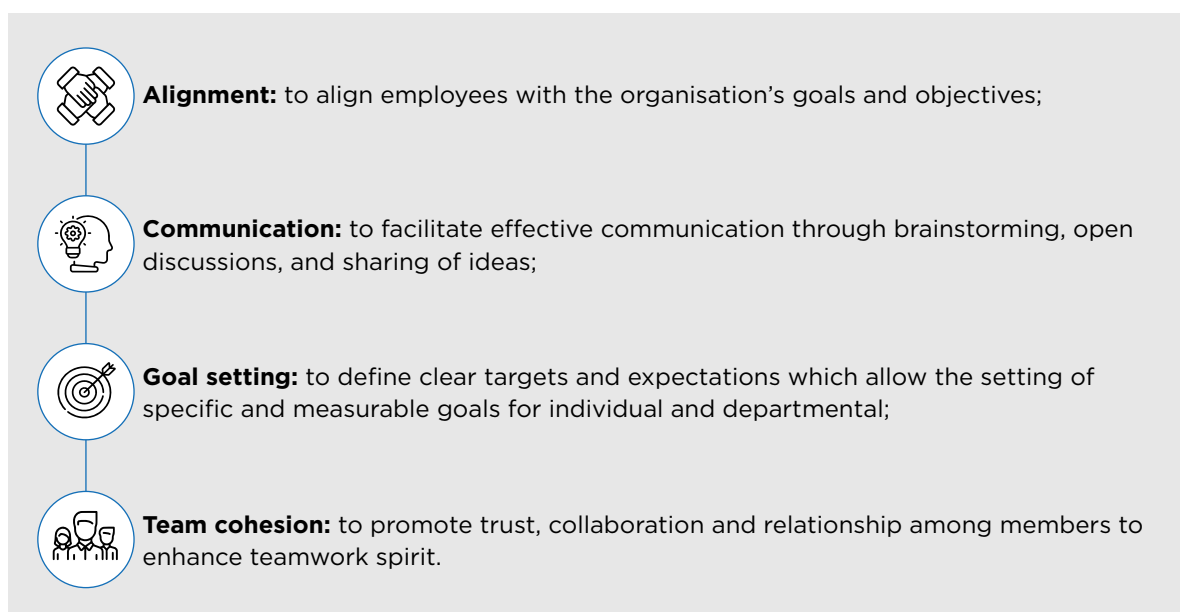 Alignment: to align employees with the organisation’s goals and objectives;
Communication: to facilitate effective communication through brainstorming, open
discussions, and sharing of ideas;
Goal setting: to define clear targets and expectations which allow the setting of
specific and measurable goals for individual and departmental;
Team cohesion: to promote trust, collaboration and relationship among members to
enhance teamwork spirit.